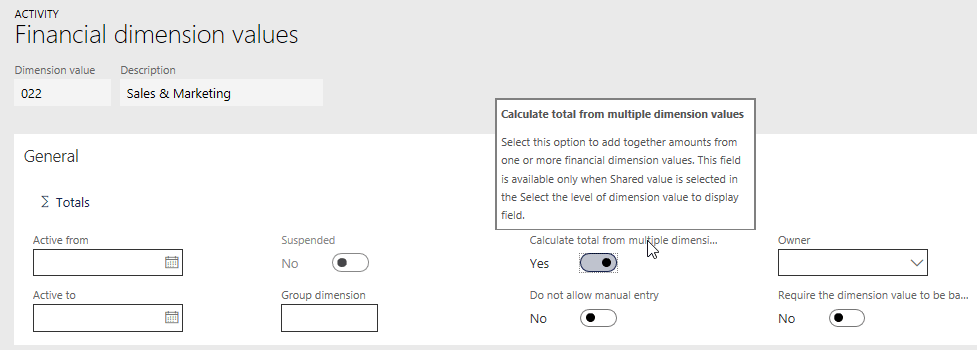 ACTIVITY
Financial dimension values
Dimension value
Description
022
Sales & Marketing
Calculate total from multiple dimension values
Select this option to add together amounts from
one or more financial dimension values. This field
is available only when Shared value is selected in
the Select the level of dimension value to display
field.
General
Σ Totals
Active from
Suspended
Calculate total from multiple dimensi...
Owner
No
Yes
Active to
Group dimension
Do not allow manual entry
Require the dimension value to be ba...
No
No